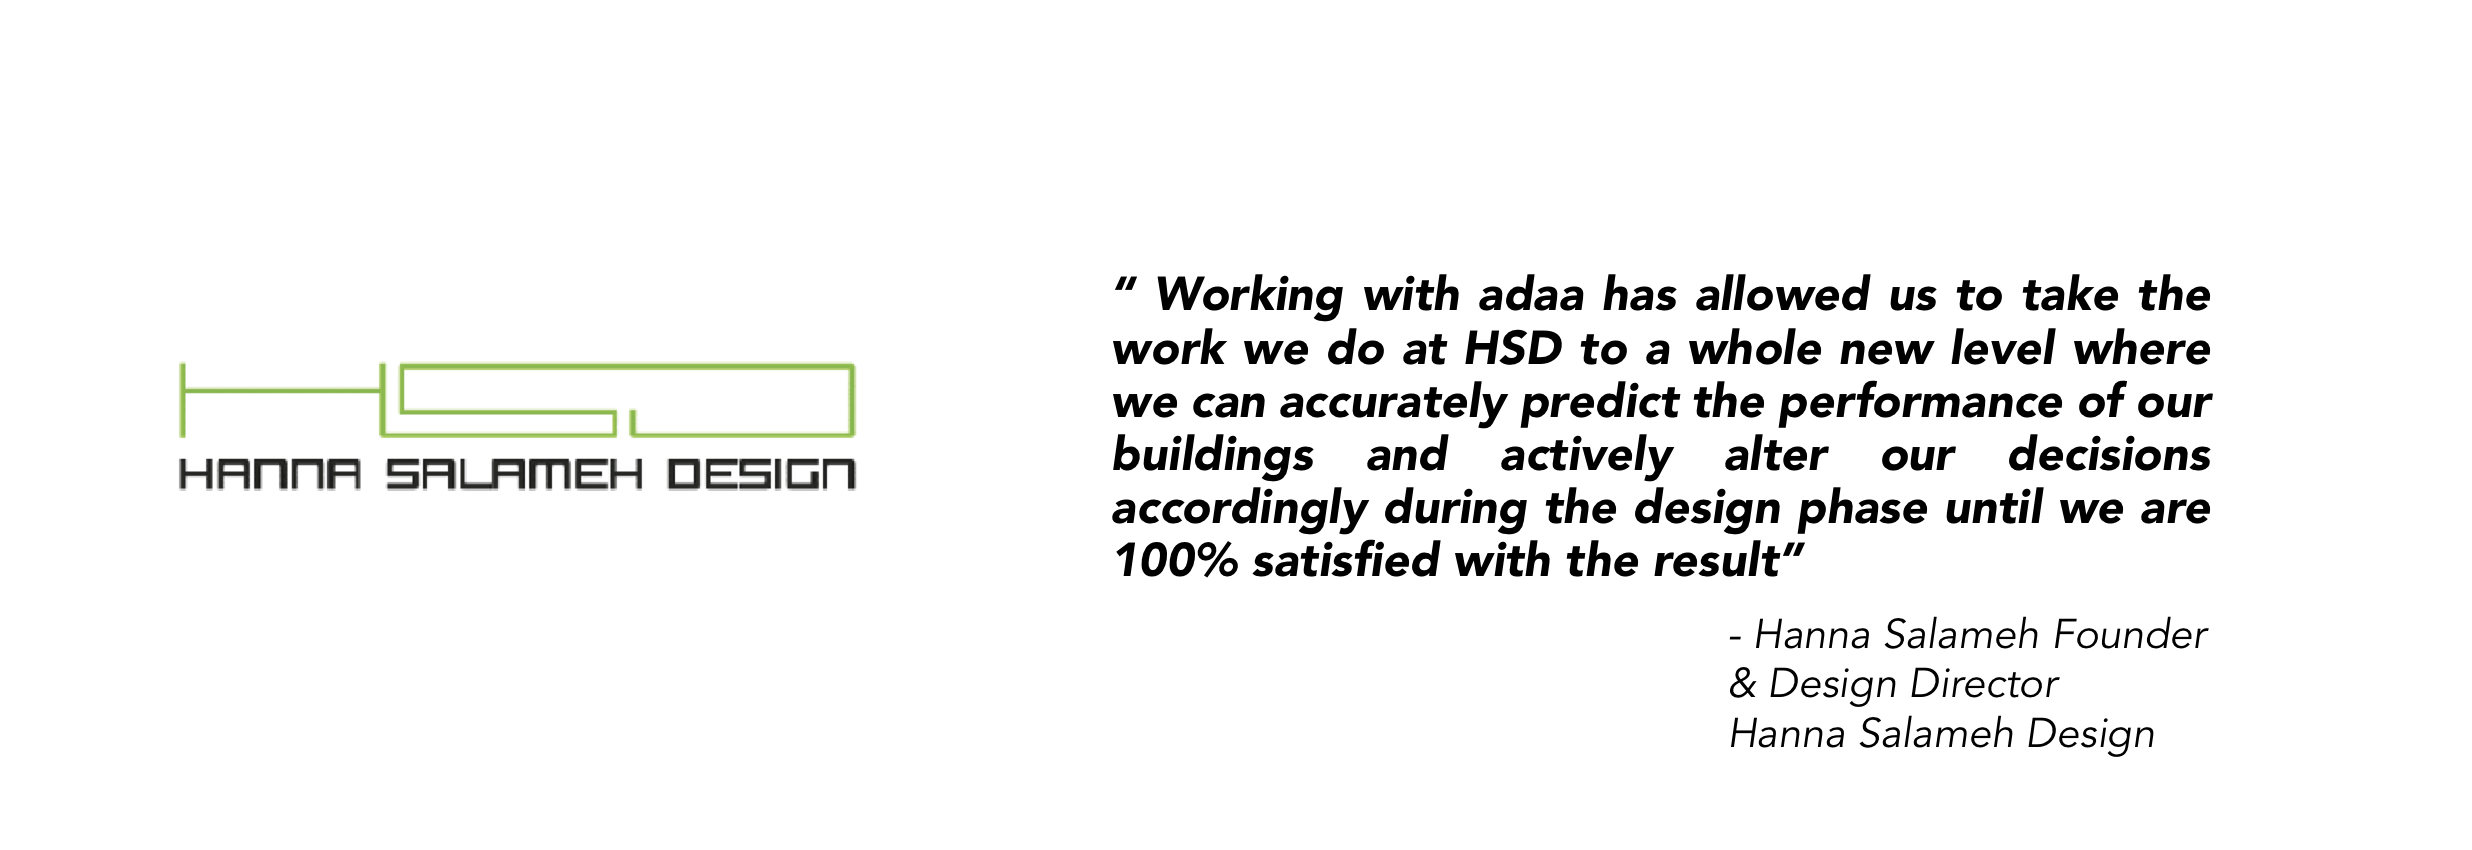 HSD
HANNA SALAMEH DESIGN
“ Working with adaa has allowed us to take the
work we do at HSD to a whole new level where
we can accurately predict the performance of our
buildings and actively alter our decisions
accordingly during the design phase until we are
100% satisfied with the result”
- Hanna Salameh Founder
& Design Director
Hanna Salameh Design